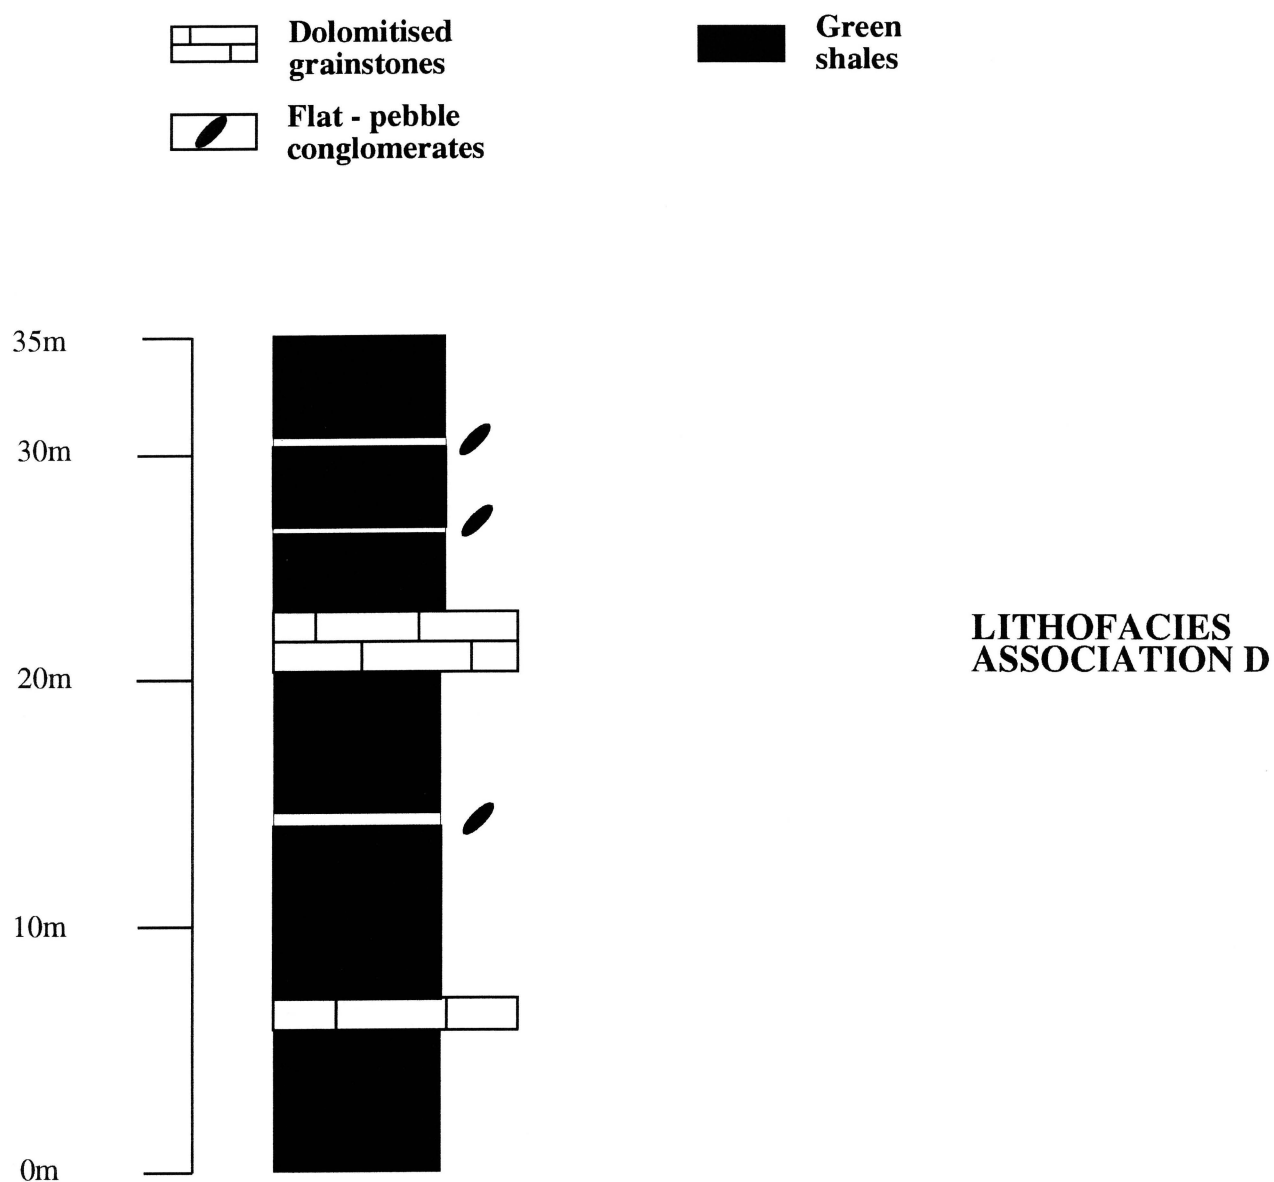 Dolomitised
grainstones
Green
shales
Flat - pebble
conglomerates
35m
30m
20m
10m
0m
LITHOFACIES
ASSOCIATION D